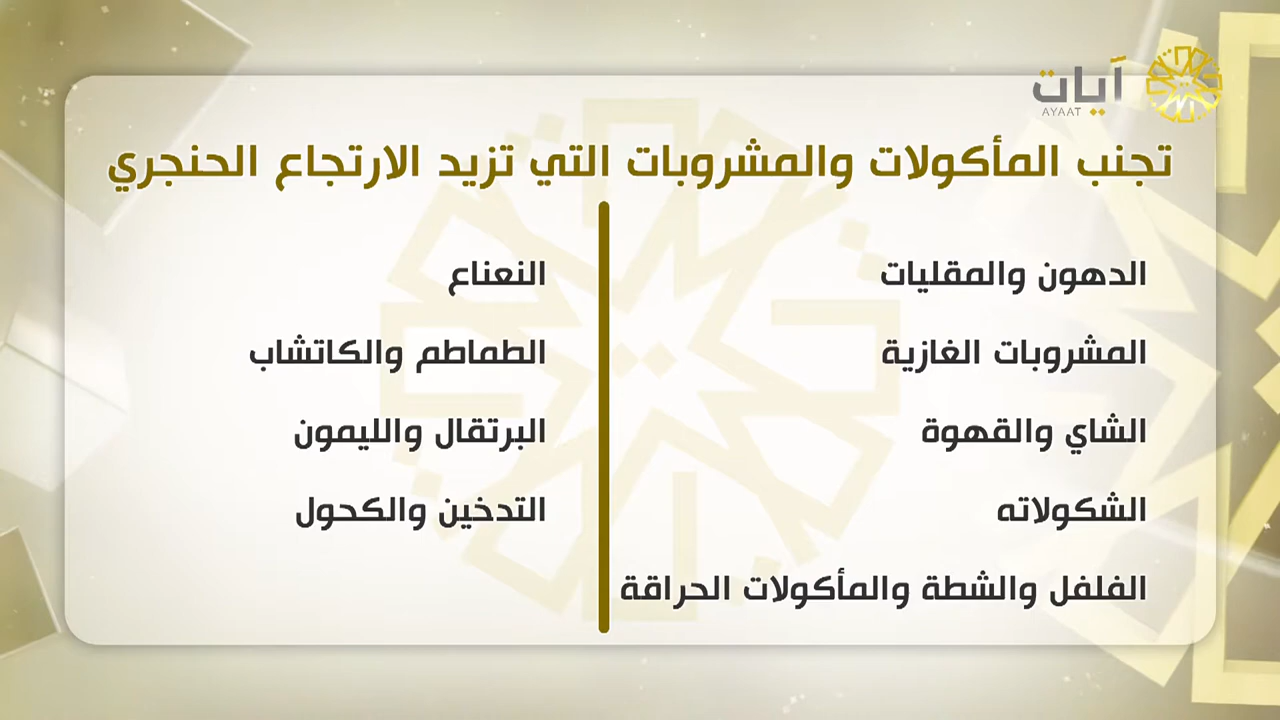 آيات
AYAAT
تجنب المأكولات والمشروبات التي تزيد الارتجاع الحنجري
الدهون والمقليات
المشروبات الغازية
الشاي والقهوة
الشكولاته
الفلفل والشطة والمأكولات الحراقة
النعناع
الطماطم والكاتشاب
البرتقال والليمون
التدخين والكحول